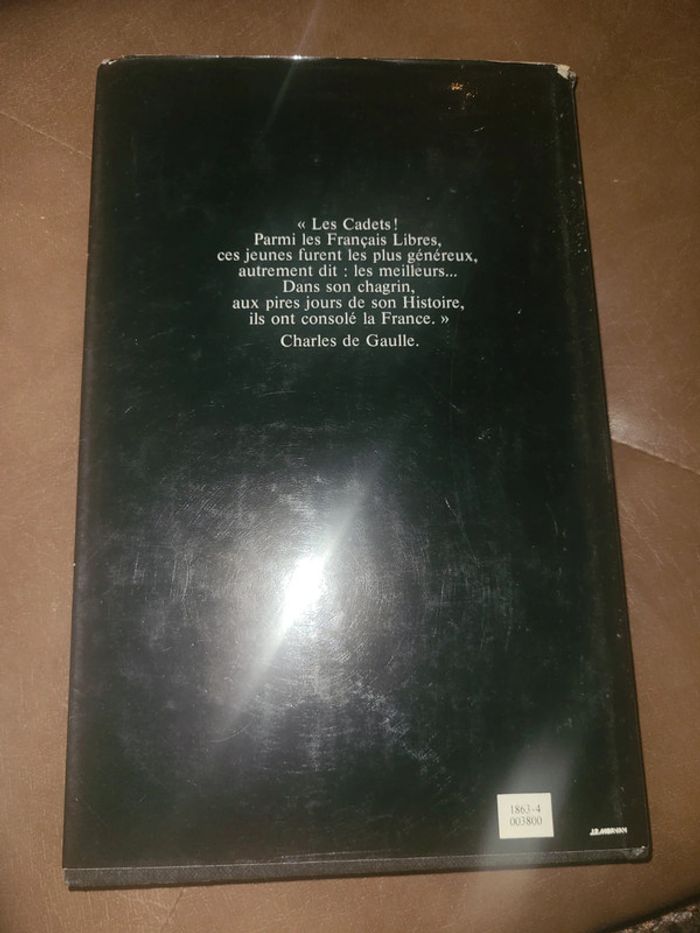 « Les Cadets !
Parmi les Français Libres,
ces jeunes furent les plus généreux,
autrement dit : les meilleurs...
Dans son chagrin,
aux pires jours de son Histoire,
ils ont consolé la France. »
Charles de Gaulle.
1863-4
003800